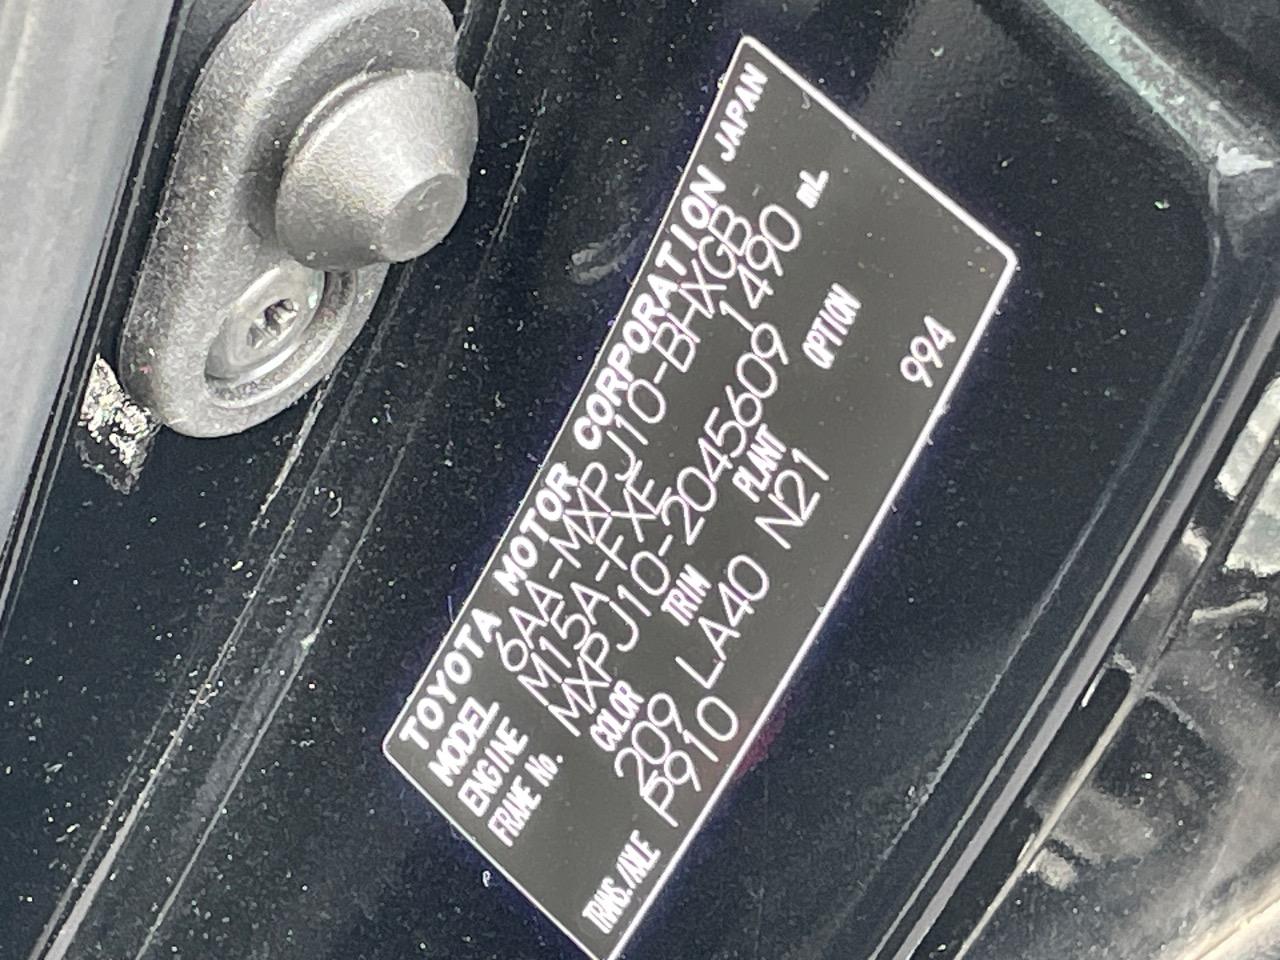 TOYOTA MOTOR CORPORATION JAPAN
MODEL 6AA-MXPJ10-BHXGB
ENGINE M15A-FXE 1490 mL
FRAME No. MXPJ10-2045609
COLOR TRIM PLANT OPTION
209 LA40 N21 994
TRANS./AXLE P910